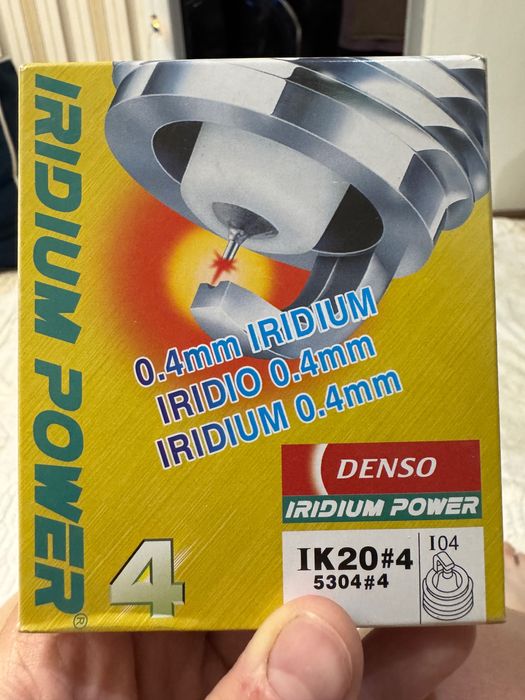 IRIDIUM POWER®
0.4mm IRIDIUM
IRIDIO 0.4mm
IRIDIUM 0.4mm
DENSO
IRIDIUM POWER
4
IK20#4
5304#4
I04